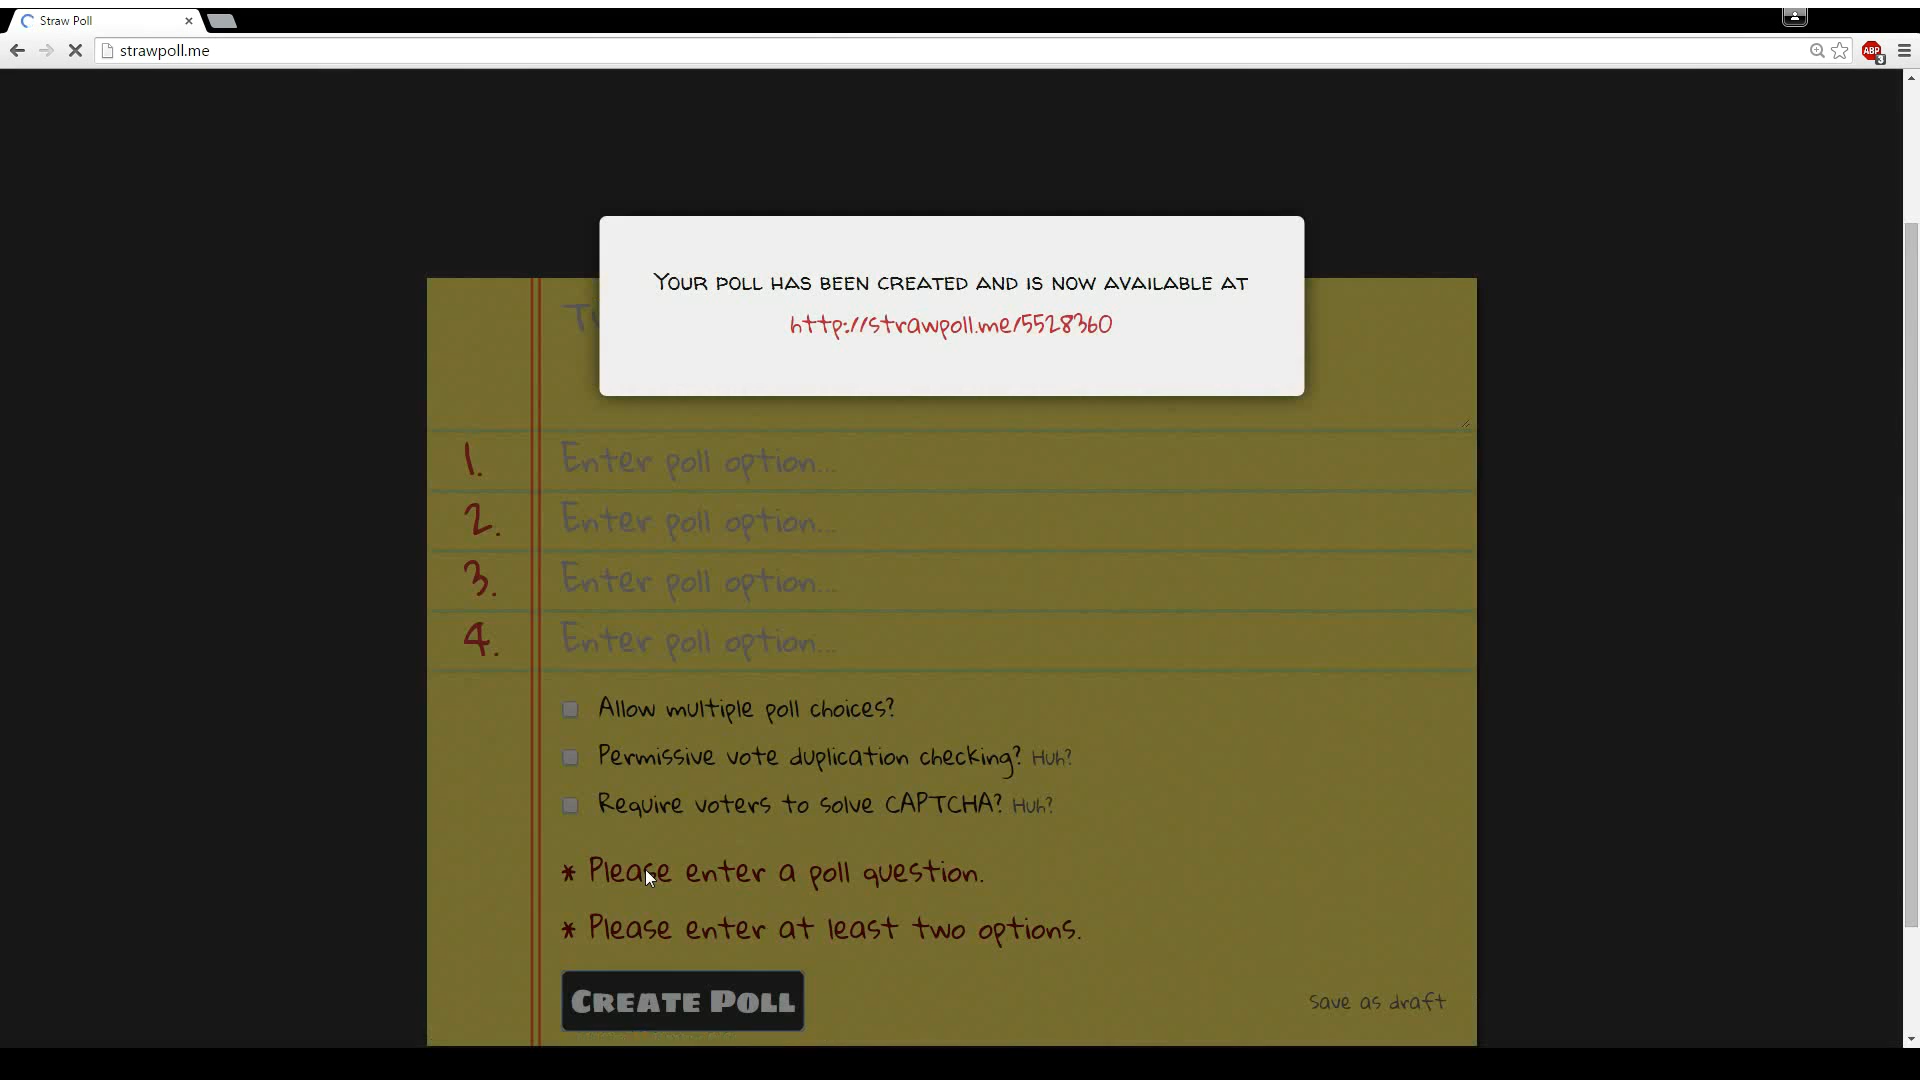 Straw Poll
strawpoll.me
ABP
3
Your poll has been created and is now available at
http://strawpoll.me/5528360
1. Enter poll option...
2. Enter poll option...
3. Enter poll option...
4. Enter poll option...
Allow multiple poll choices?
Permissive vote duplication checking? Huh?
Require voters to solve CAPTCHA? Huh?
* Please enter a poll question.
* Please enter at least two options.
Create Poll
save as draft